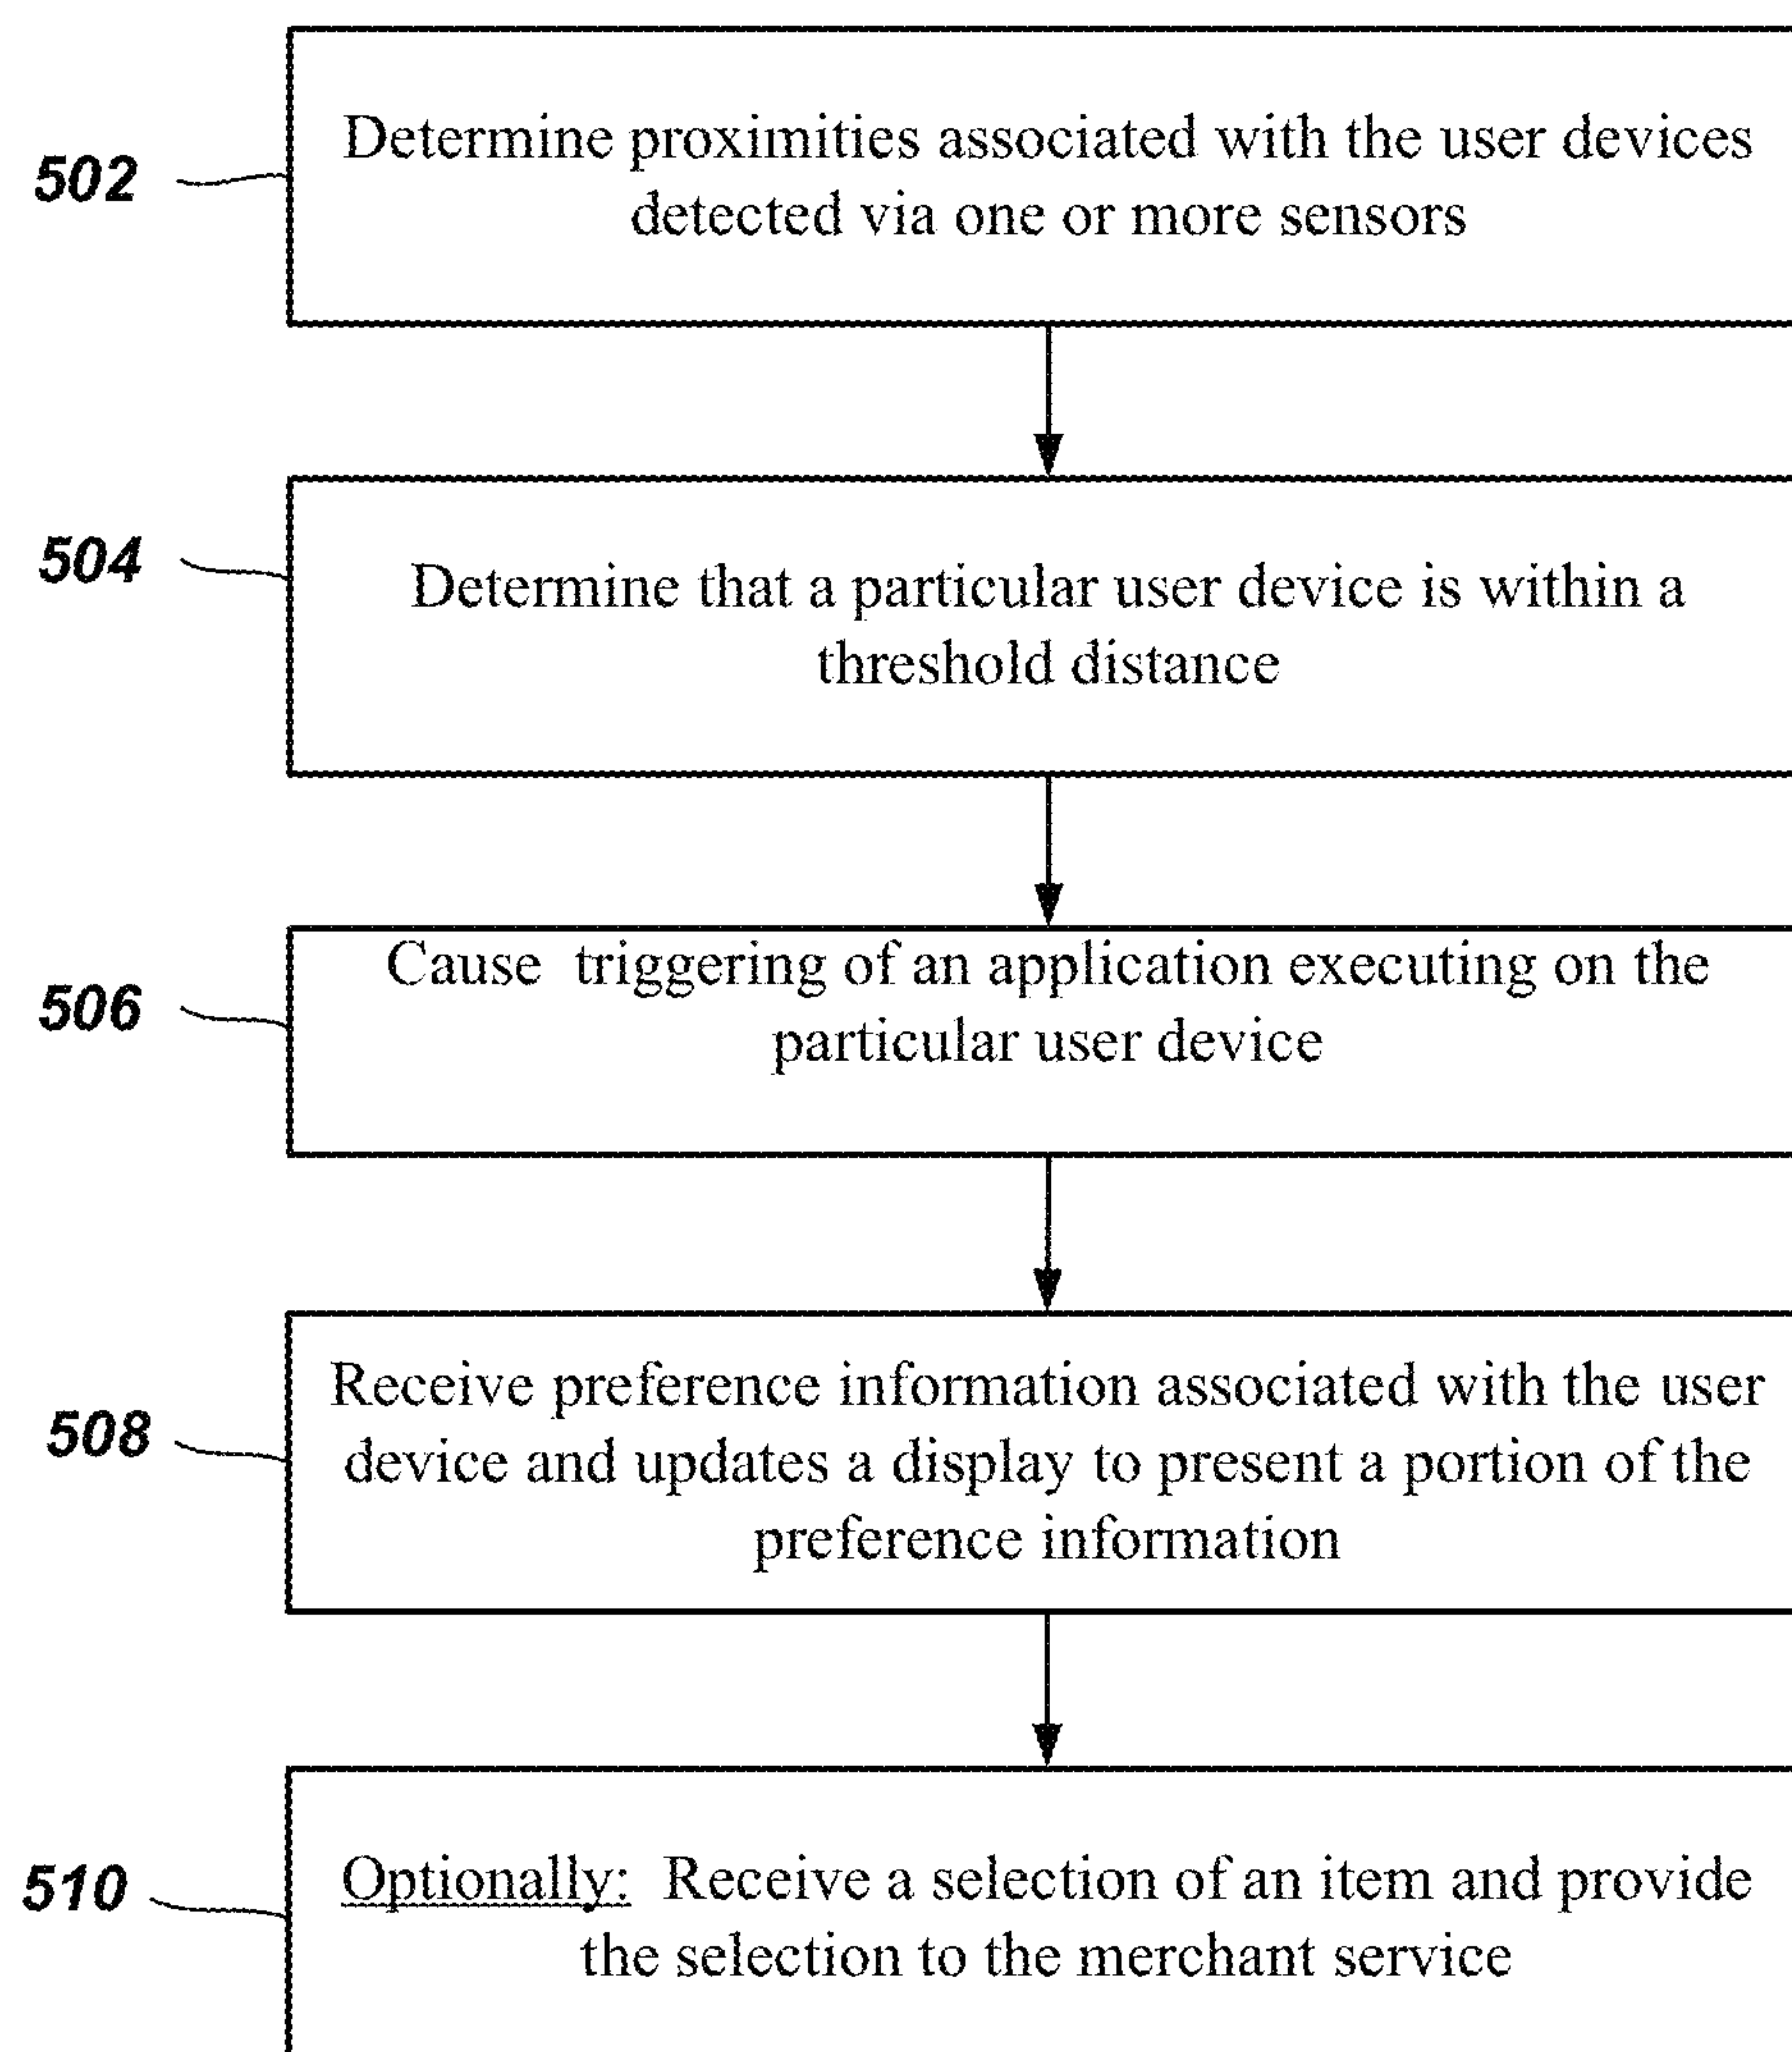 502
Determine proximities associated with the user devices
detected via one or more sensors
504
Determine that a particular user device is within a
threshold distance
506
Cause triggering of an application executing on the
particular user device
508
Receive preference information associated with the user
device and updates a display to present a portion of the
preference information
510
Optionally: Receive a selection of an item and provide
the selection to the merchant service